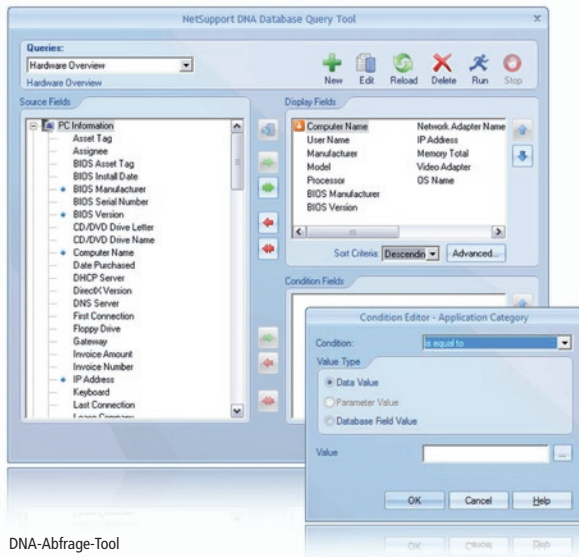 NetSupport DNA Database Query Tool
x
Queries:
Hardware Overview
Hardware Overview
New Edit Reload Delete Run Stop
Source Fields
PC Information
Asset Tag
Assignee
BIOS Asset Tag
BIOS Install Date
BIOS Manufacturer
BIOS Serial Number
BIOS Version
CD/DVD Drive Letter
CD/DVD Drive Name
Computer Name
Date Purchased
DHCP Server
DirectX Version
DNS Server
First Connection
Floppy Drive
Gateway
Invoice Amount
Invoice Number
IP Address
Keyboard
Last Connection
Display Fields
Computer Name Network Adapter Name
User Name IP Address
Manufacturer Memory Total
Model Video Adapter
Processor OS Name
BIOS Manufacturer
BIOS Version
Sort Criteria: Descendin Advanced...
Condition Fields
Condition Editor - Application Category
Condition: is equal to
Value Type
Data Value
Parameter Value
Database Field Value
Value ...
OK Cancel Help
DNA-Abfrage-Tool